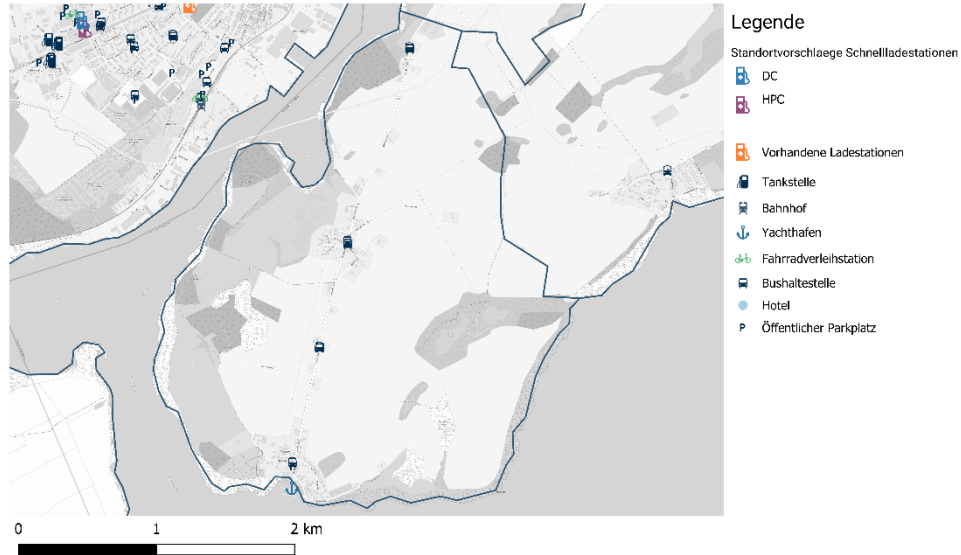 P
P
P
P
P
P
P
P
P
P
P
Legende
Standortvorschlaege Schnellladestationen
DC
HPC
Vorhandene Ladestationen
Tankstelle
Bahnhof
Yachthafen
Fahrradverleihstation
Bushaltestelle
Hotel
P Öffentlicher Parkplatz
0 1 2 km